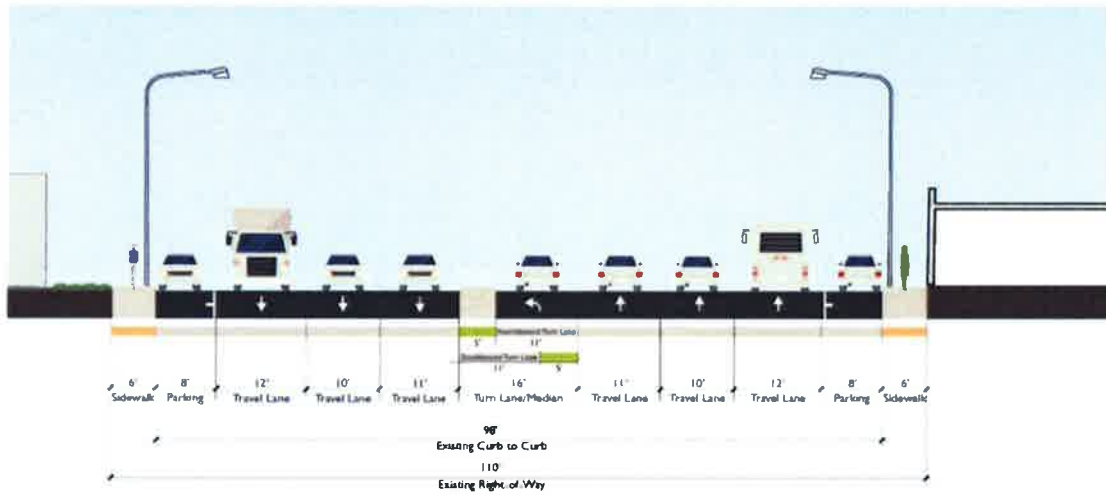 Northbound Turn Lane
5' 11'
Southbound Turn Lane
11' 5'
6' 8' 12' 10' 11' 16' 11' 10' 12' 8' 6'
Sidewalk Parking Travel Lane Travel Lane Travel Lane Turn Lane/Median Travel Lane Travel Lane Travel Lane Parking Sidewalk
98'
Existing Curb to Curb
110'
Existing Right of Way